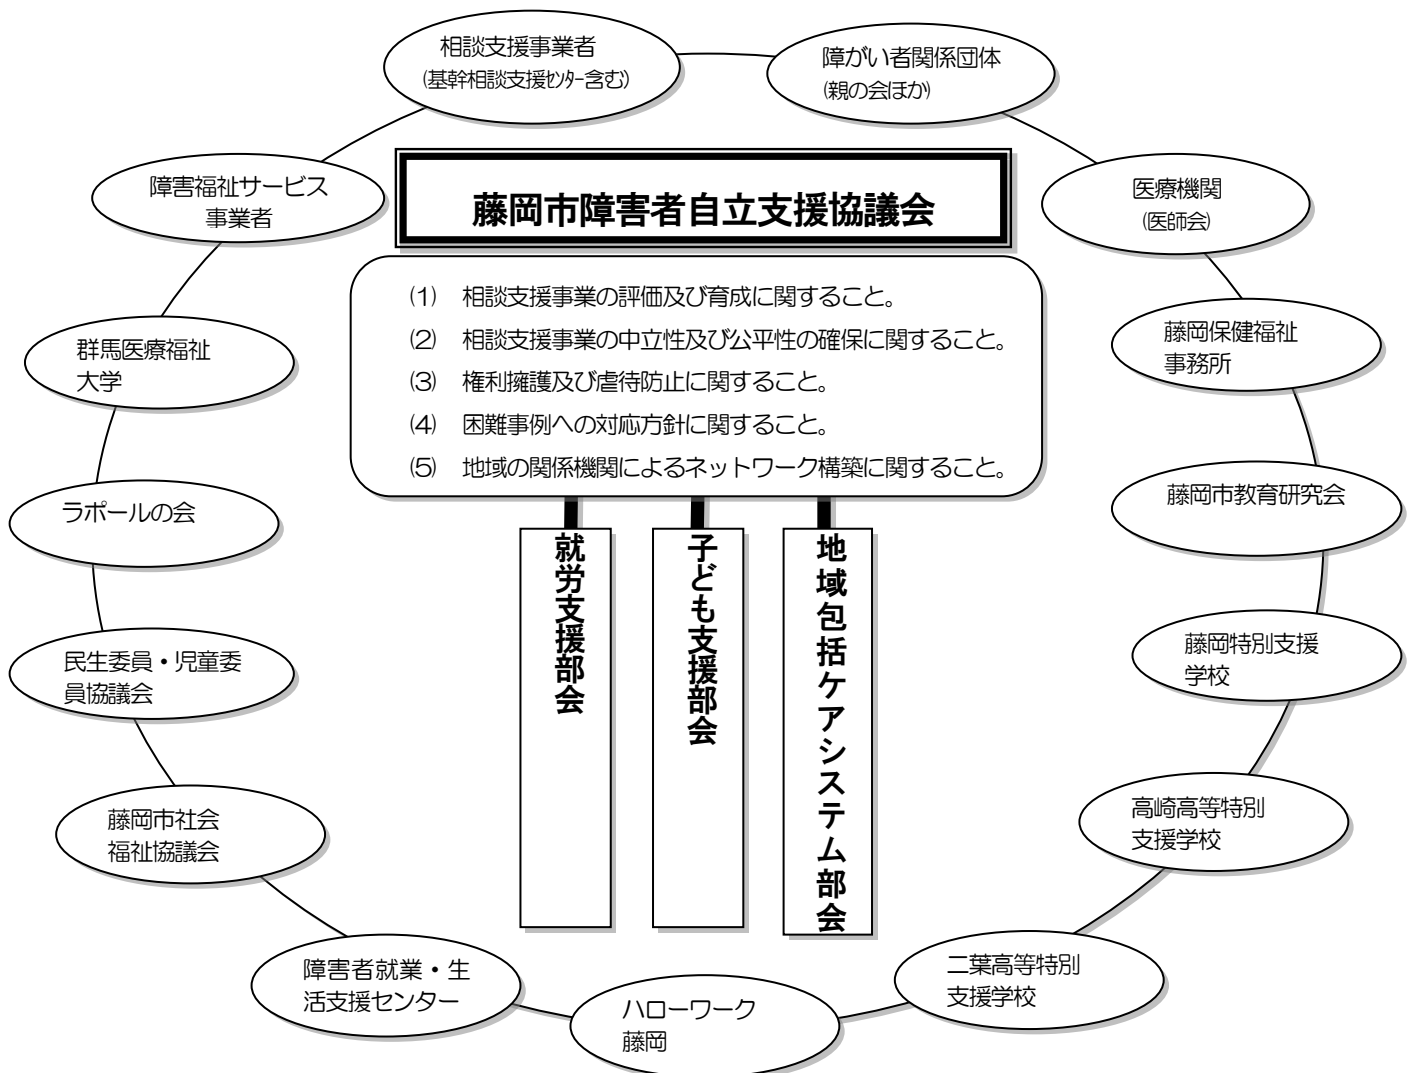 相談支援事業者
(基幹相談支援ｾﾝﾀｰ含む)
障がい者関係団体
(親の会ほか)
障害福祉サービス
事業者
藤岡市障害者自立支援協議会
医療機関
(医師会)
⑴ 相談支援事業の評価及び育成に関すること。
⑵ 相談支援事業の中立性及び公平性の確保に関すること。
⑶ 権利擁護及び虐待防止に関すること。
⑷ 困難事例への対応方針に関すること。
⑸ 地域の関係機関によるネットワーク構築に関すること。
群馬医療福祉
大学
藤岡保健福祉
事務所
ラポールの会
藤岡市教育研究会
就労支援部会
子ども支援部会
地域包括ケアシステム部会
民生委員・児童委
員協議会
藤岡特別支援
学校
藤岡市社会
福祉協議会
高崎高等特別
支援学校
障害者就業・生
活支援センター
ハローワーク
藤岡
二葉高等特別
支援学校